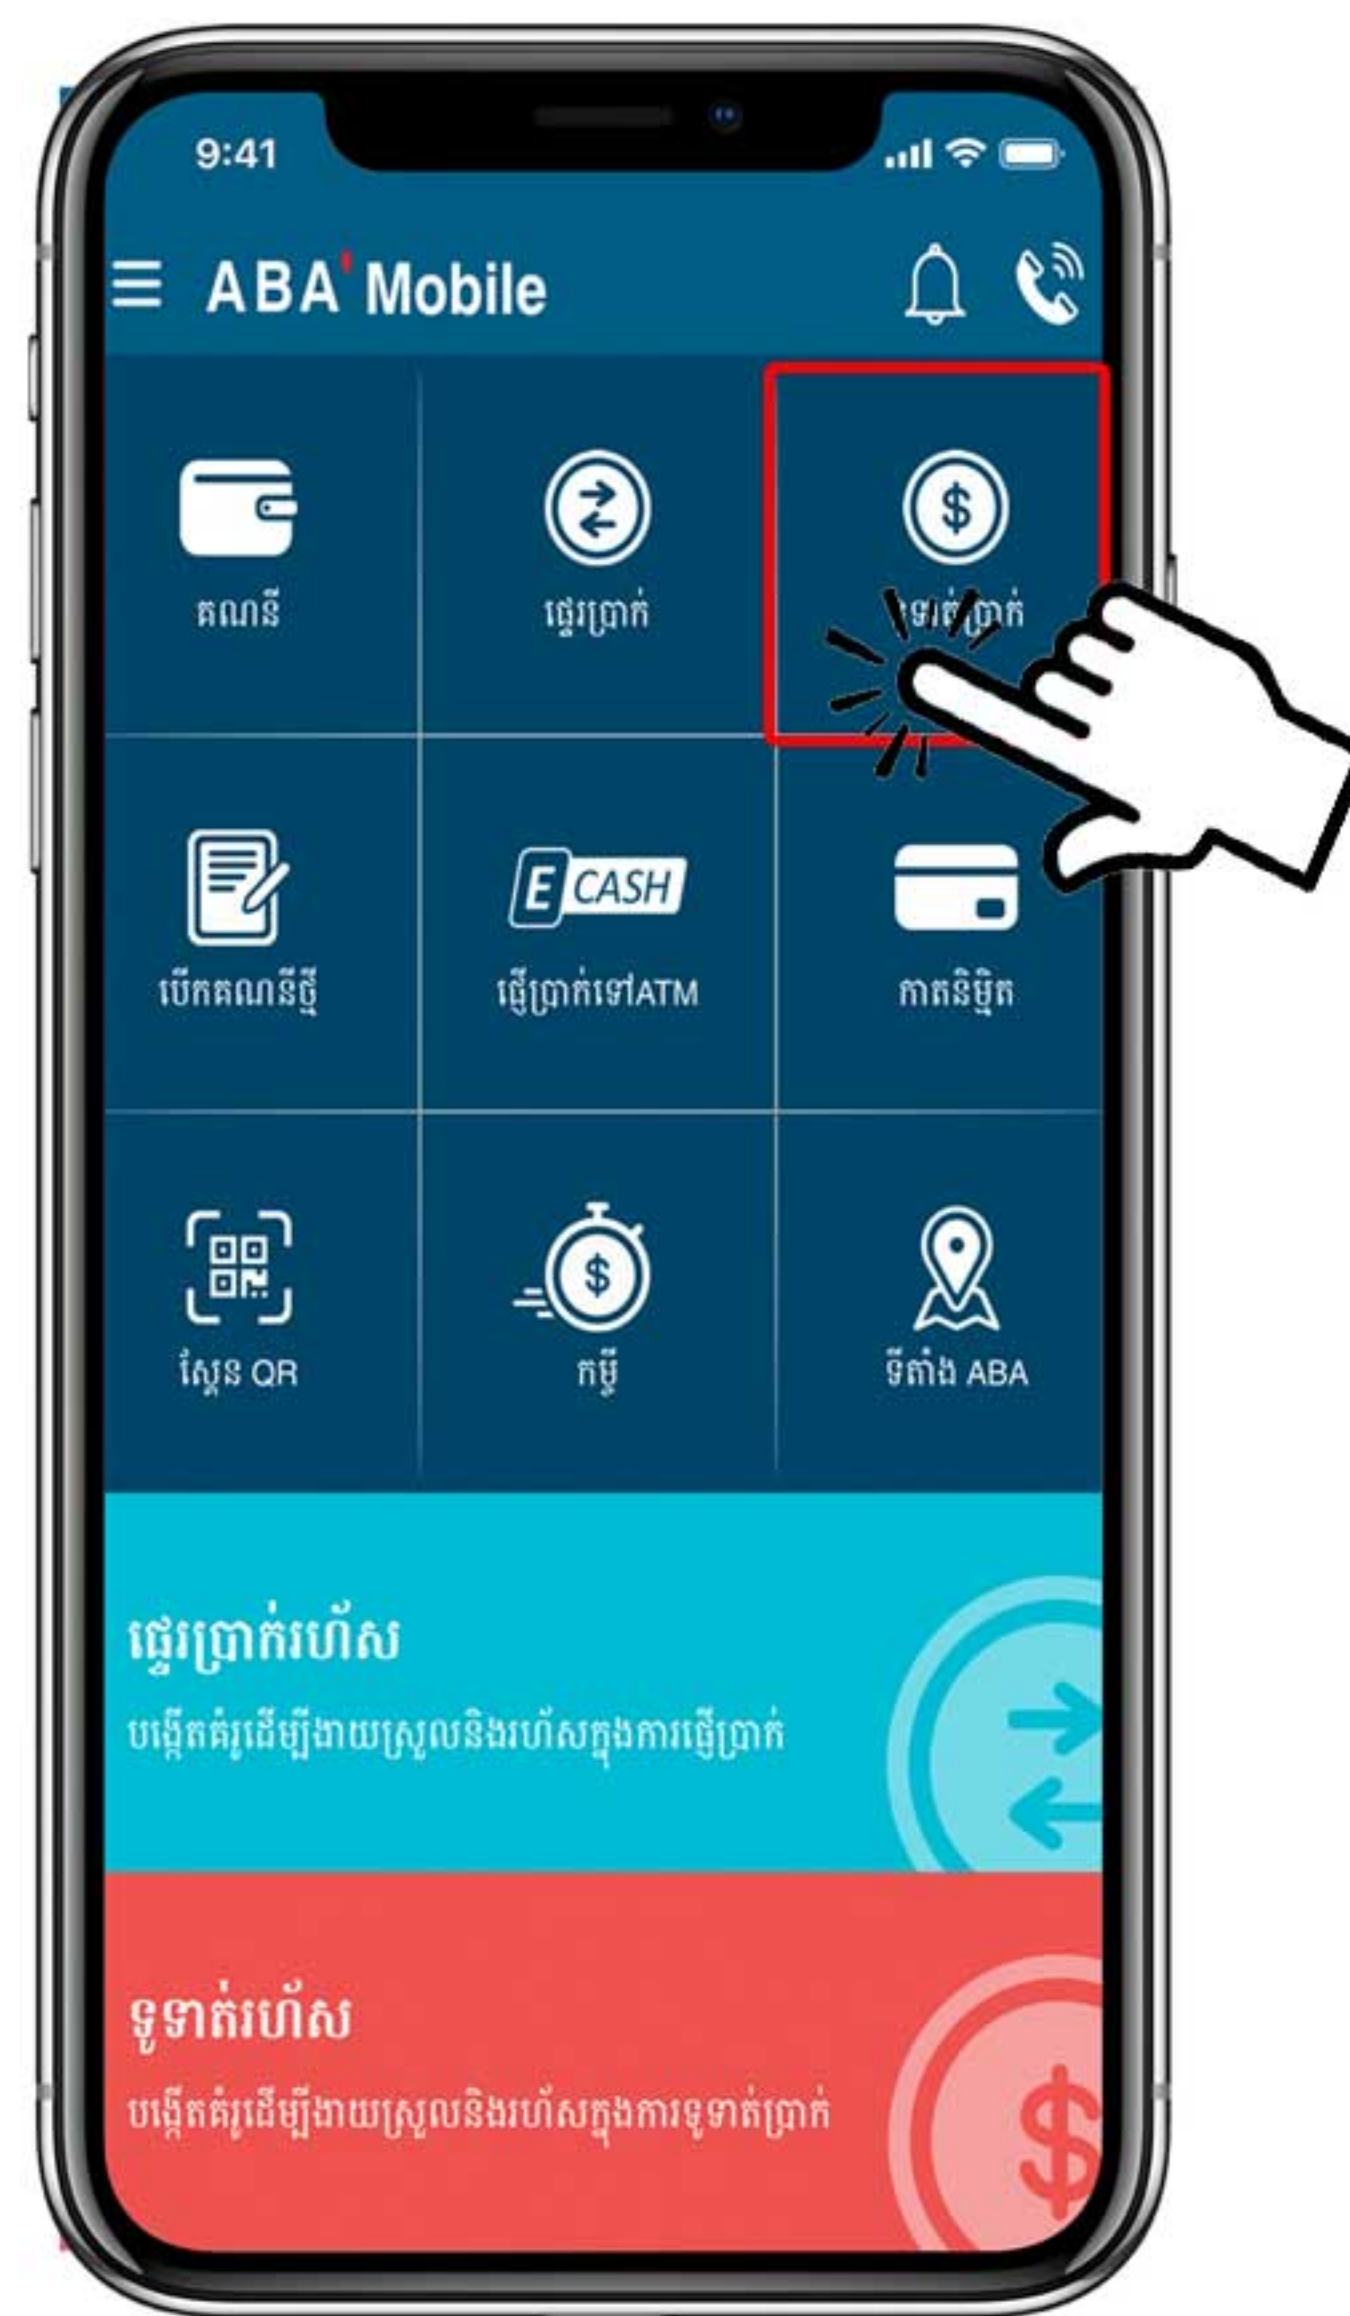 9:41
ABA' Mobile
គណនី
ផ្ទេរប្រាក់
ទូទាត់ប្រាក់
បើកគណនីថ្មី
E CASH
ផ្ញើប្រាក់ទៅATM
កាតនិម្មិត
ស្កែន QR
កម្ចី
ទីតាំង ABA
ផ្ទេរប្រាក់រហ័ស
បង្កើតគំរូដើម្បីងាយស្រួលនិងរហ័សក្នុងការផ្ញើប្រាក់
ទូទាត់រហ័ស
បង្កើតគំរូដើម្បីងាយស្រួលនិងរហ័សក្នុងការទូទាត់ប្រាក់